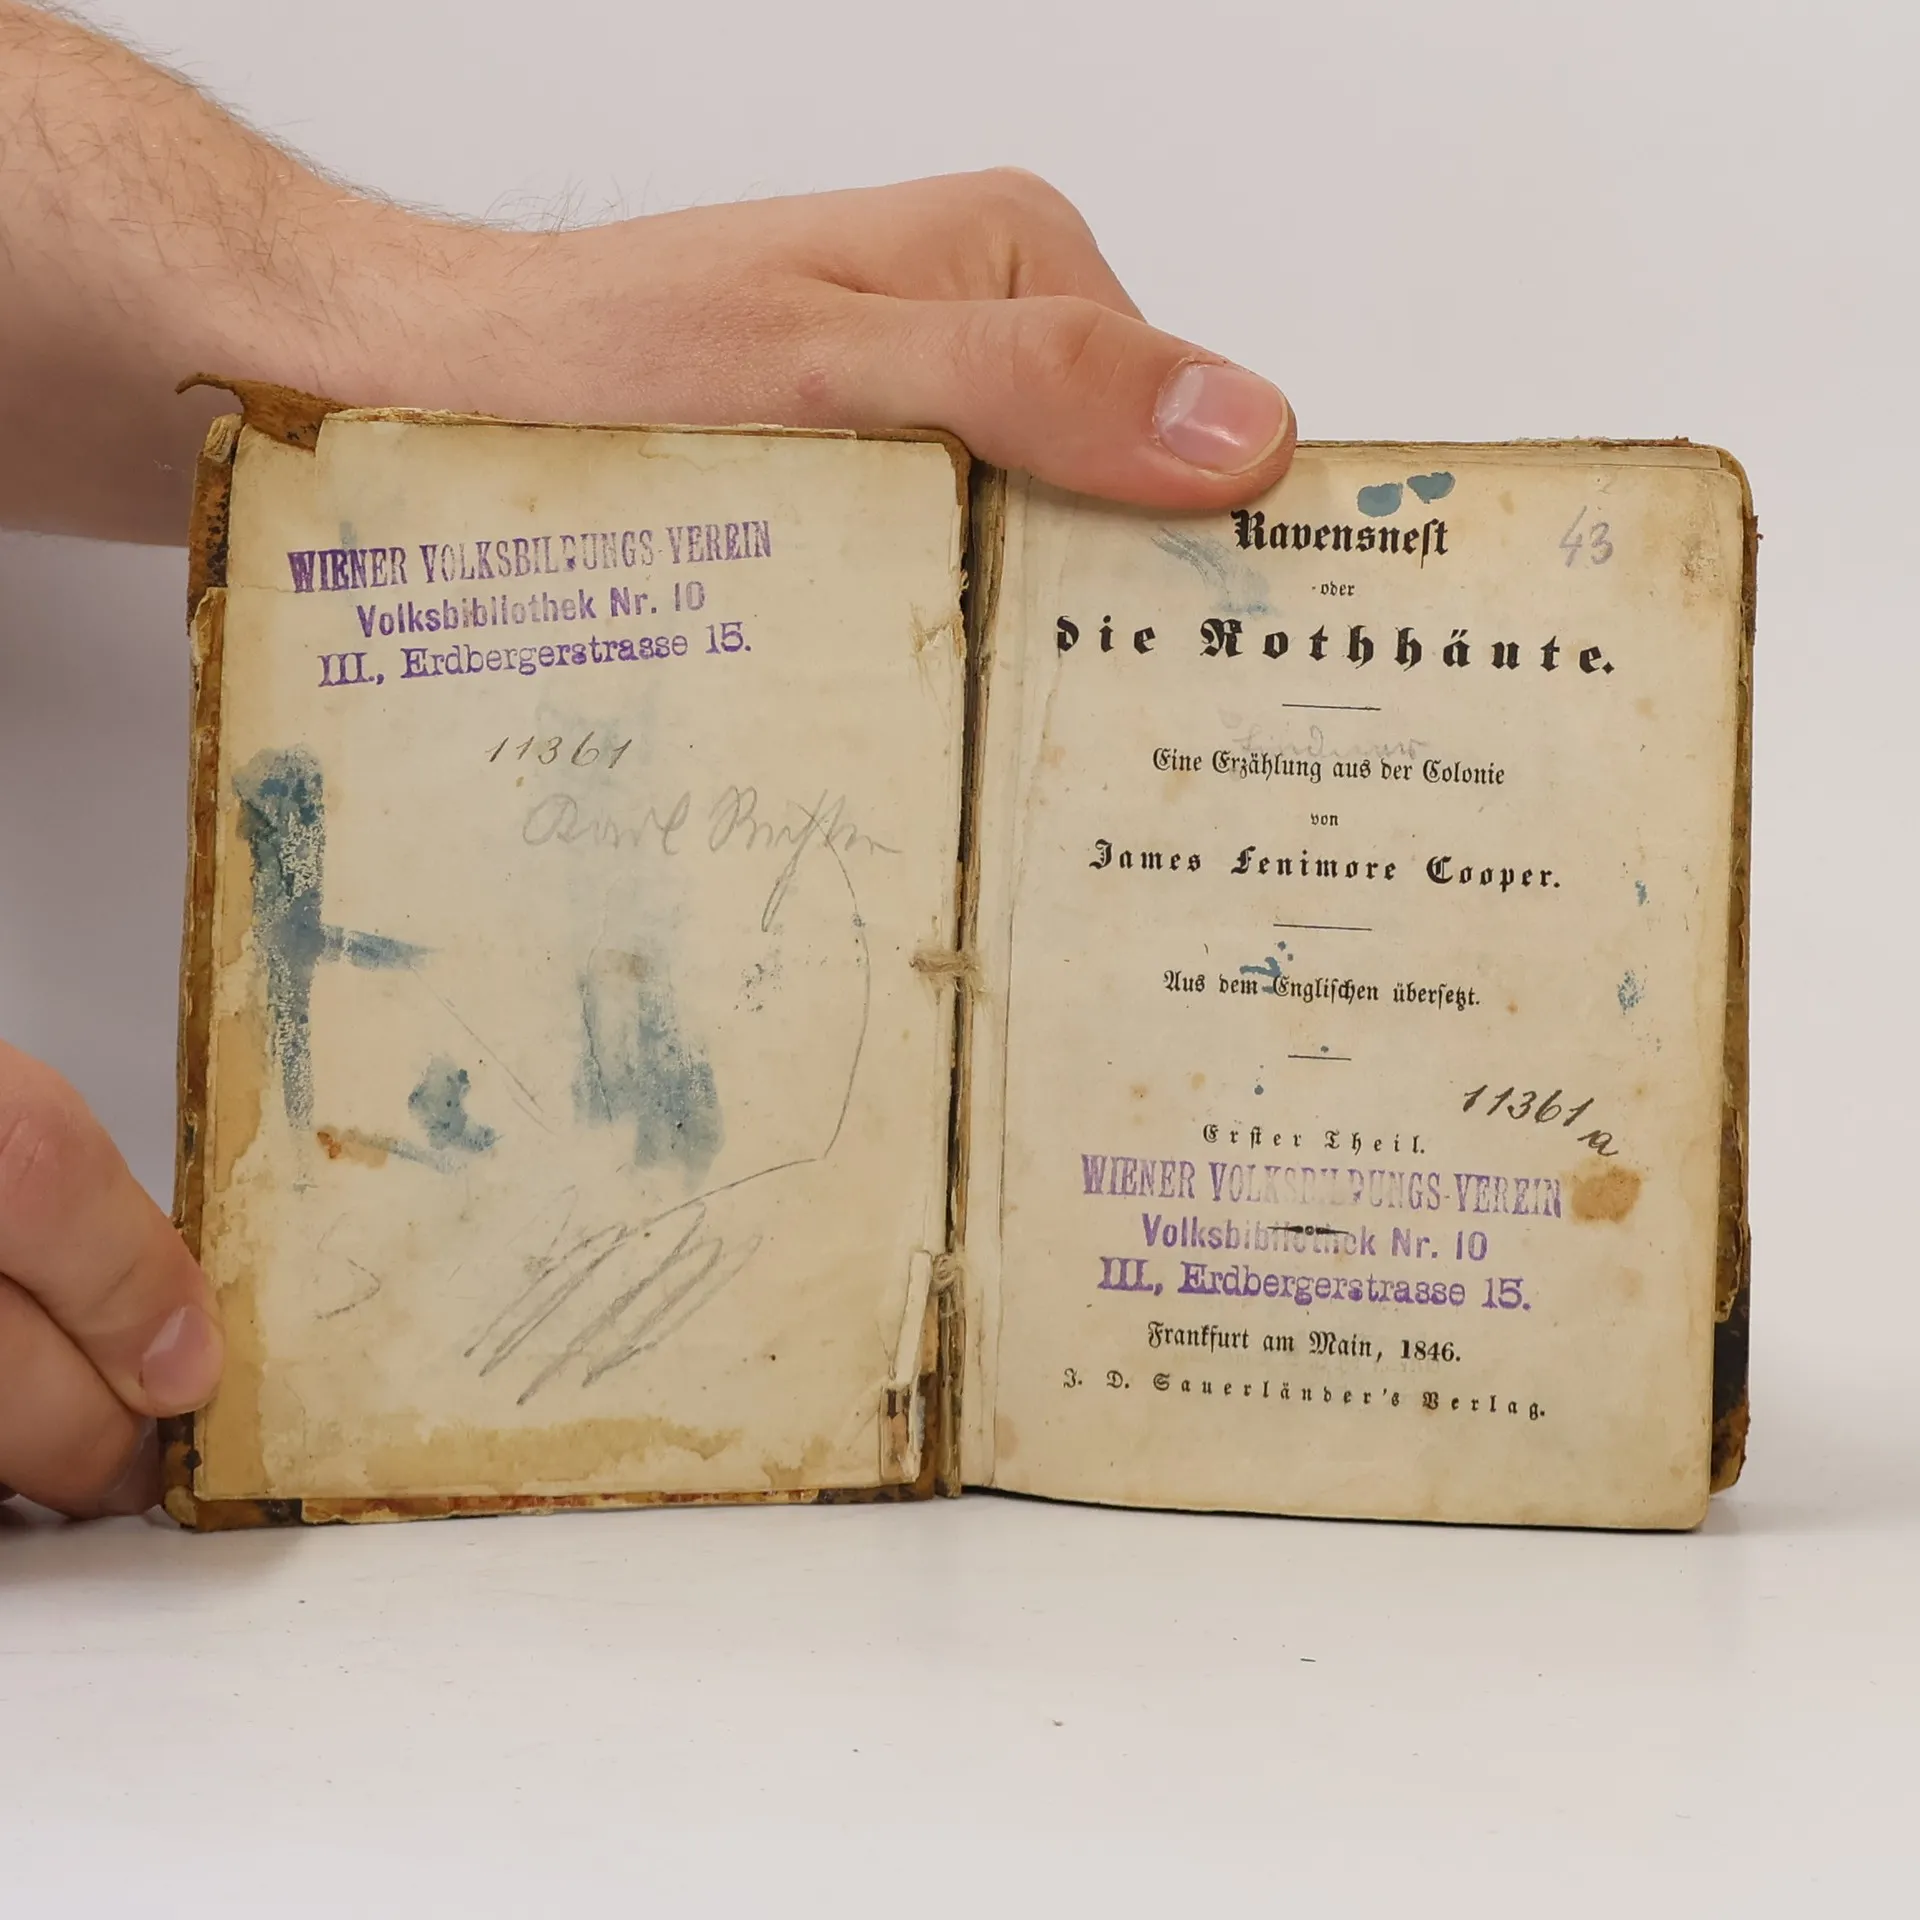 WIENER VOLKSBILDUNGS-VEREIN
Volksbibliothek Nr. 10
III., Erdbergerstrasse 15.
11361
Karl Richter
Ravensneſt
43
oder
die Rothhäute.
Eine Erzählung aus der Colonie
von
James Fenimore Cooper.
Aus dem Engliſchen überſetzt.
11361 a
Erſter Theil.
WIENER VOLKSBILDUNGS-VEREIN
Volksbibliothek Nr. 10
III., Erdbergerstrasse 15.
Frankfurt am Main, 1846.
J. D. Sauerländer's Verlag.